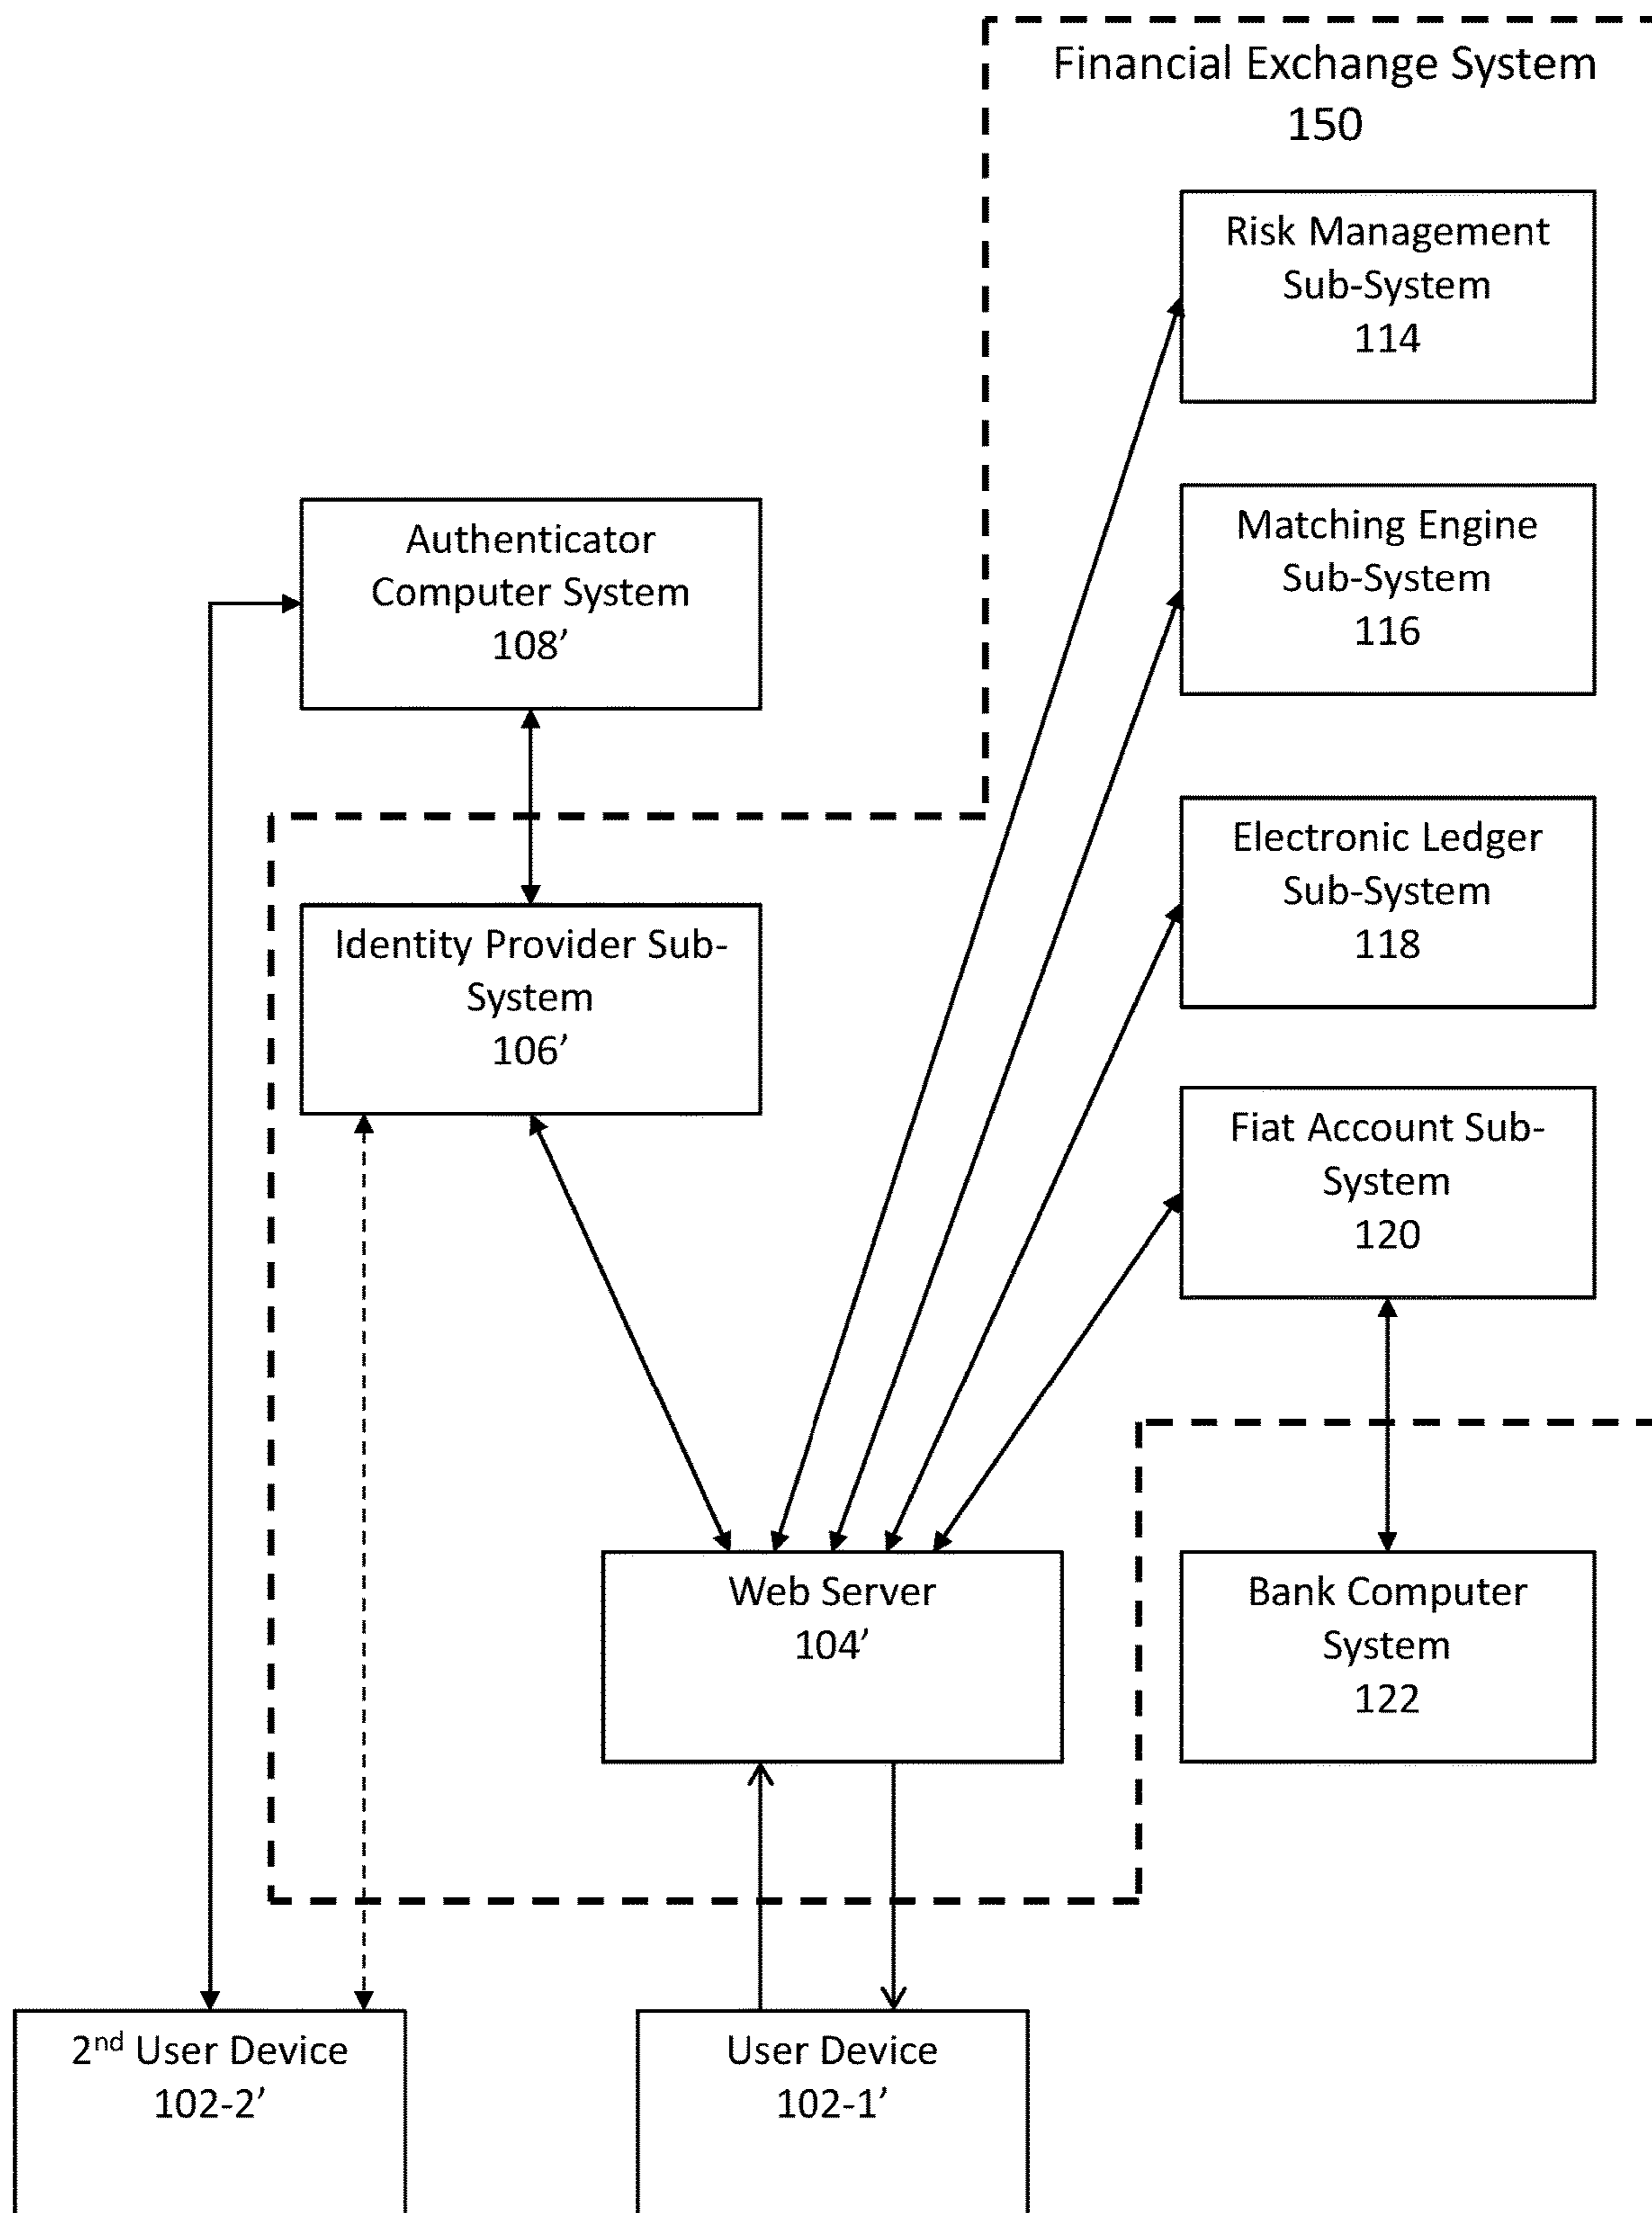 Financial Exchange System
150
Risk Management
Sub-System
114
Matching Engine
Sub-System
116
Authenticator
Computer System
108’
Electronic Ledger
Sub-System
118
Identity Provider Sub-
System
106’
Fiat Account Sub-
System
120
Web Server
104’
Bank Computer
System
122
2nd User Device
102-2’
User Device
102-1’